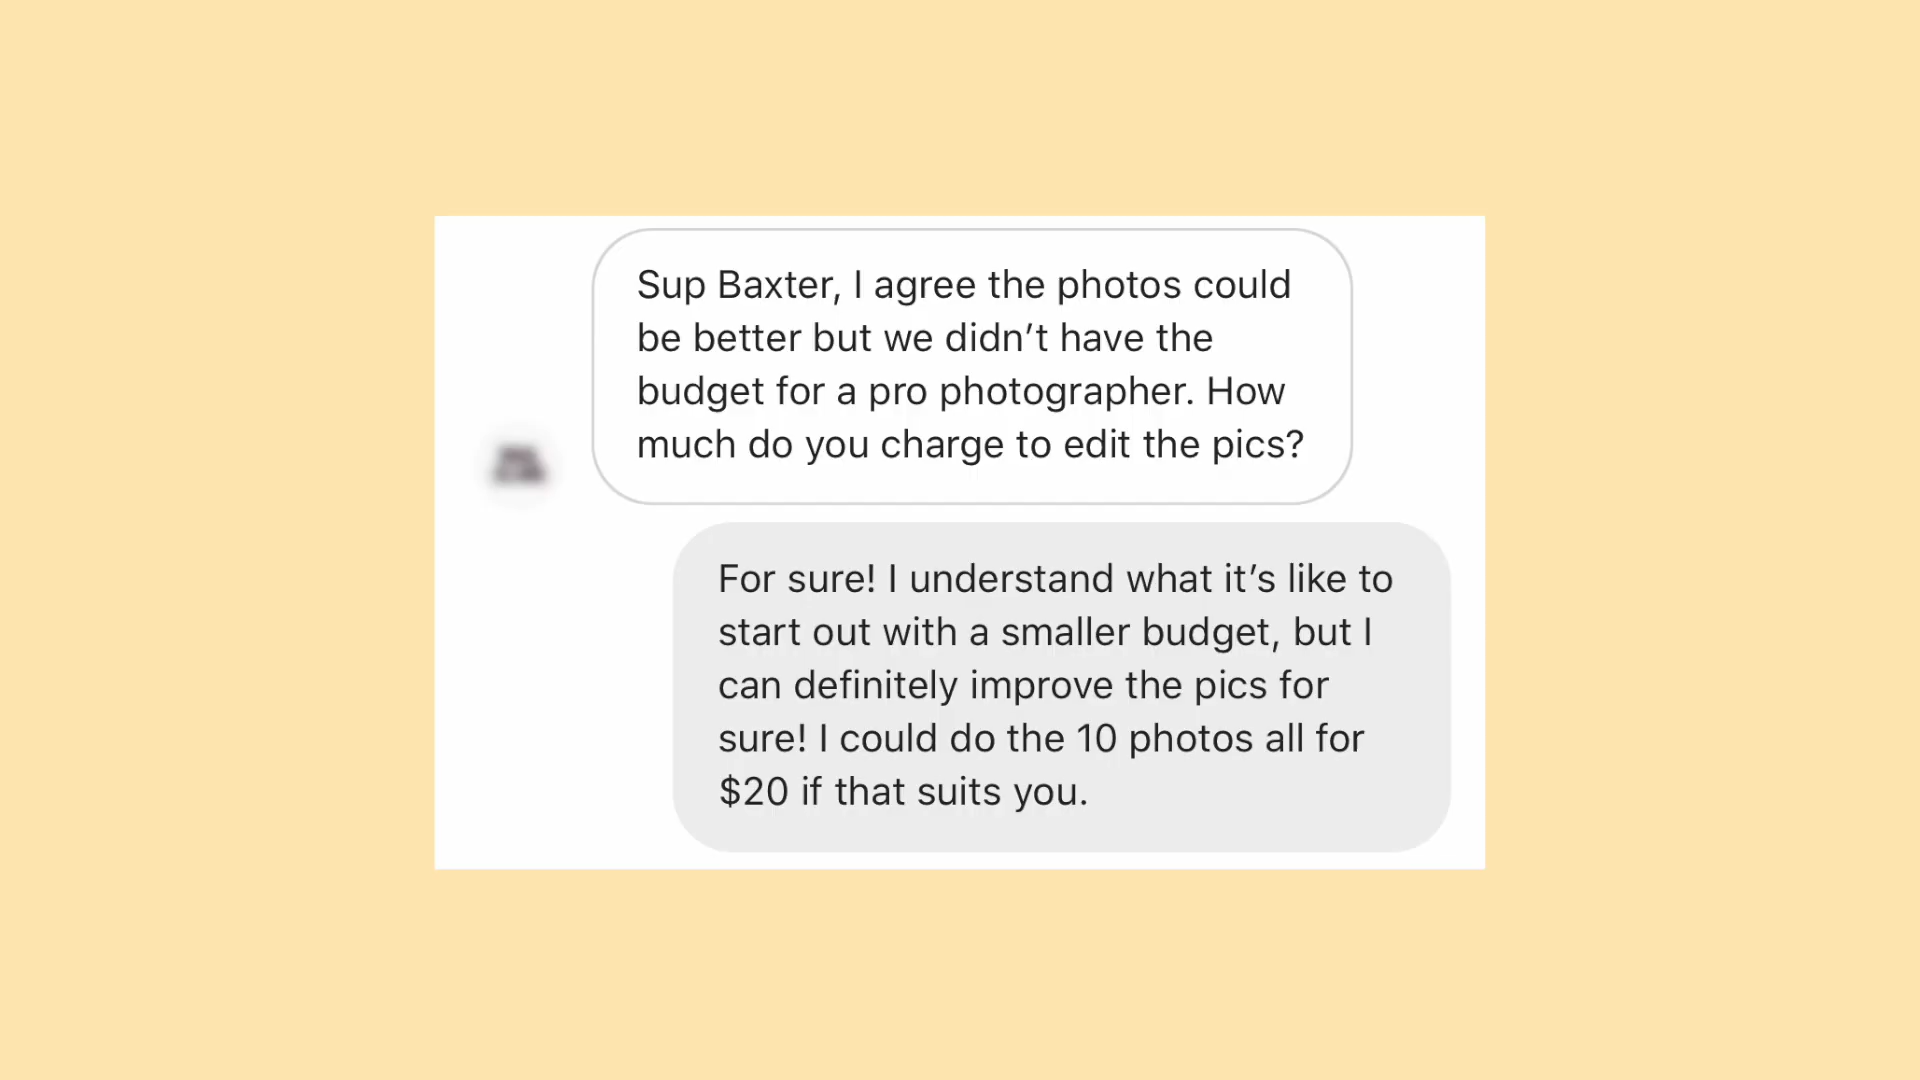 Sup Baxter, I agree the photos could
be better but we didn’t have the
budget for a pro photographer. How
much do you charge to edit the pics?
For sure! I understand what it’s like to
start out with a smaller budget, but I
can definitely improve the pics for
sure! I could do the 10 photos all for
$20 if that suits you.